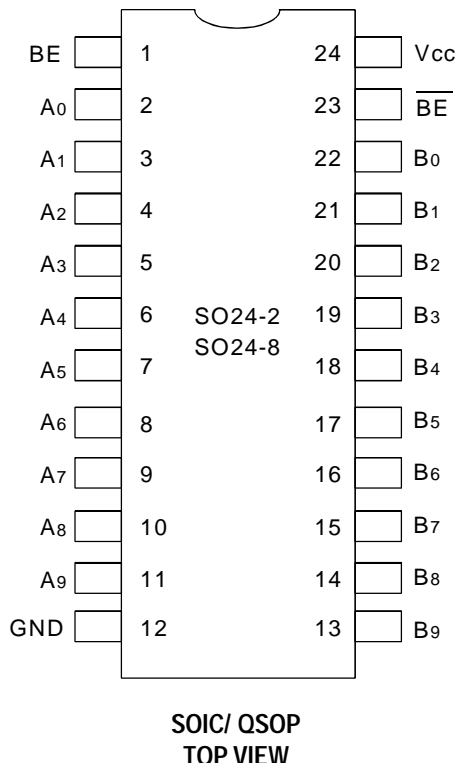 BE 1 24 Vcc
A0 2 23 B̅E̅
A1 3 22 B0
A2 4 21 B1
A3 5 20 B2
A4 6 SO24-2 19 B3
SO24-8
A5 7 18 B4
A6 8 17 B5
A7 9 16 B6
A8 10 15 B7
A9 11 14 B8
GND 12 13 B9
SOIC/ QSOP
TOP VIEW